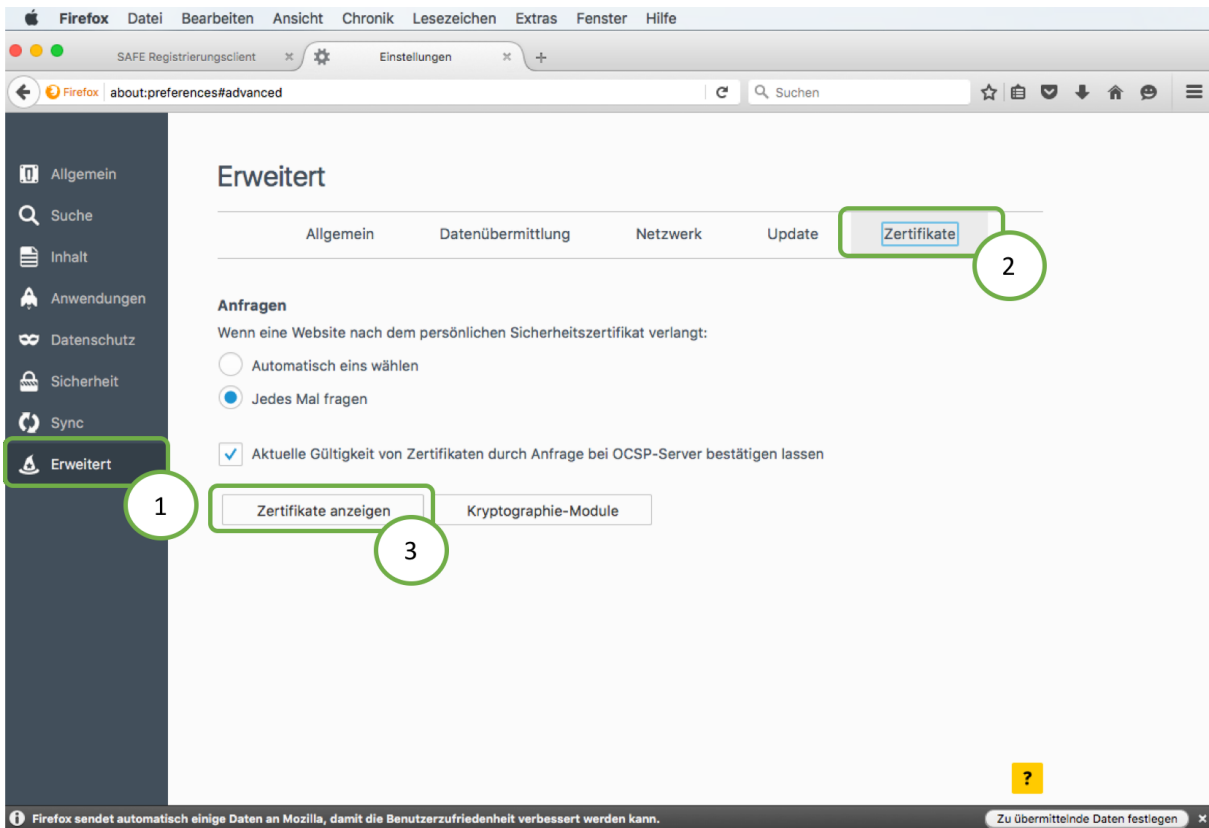 Firefox Datei Bearbeiten Ansicht Chronik Lesezeichen Extras Fenster Hilfe
SAFE Registrierungsclient × Einstellungen × +
Firefox about:preferences#advanced Suchen
Allgemein
Suche
Inhalt
Anwendungen
Datenschutz
Sicherheit
Sync
Erweitert
1
Erweitert
Allgemein Datenübermittlung Netzwerk Update Zertifikate
2
Anfragen
Wenn eine Website nach dem persönlichen Sicherheitszertifikat verlangt:
Automatisch eins wählen
Jedes Mal fragen
Aktuelle Gültigkeit von Zertifikaten durch Anfrage bei OCSP-Server bestätigen lassen
Zertifikate anzeigen Kryptographie-Module
3
?
Firefox sendet automatisch einige Daten an Mozilla, damit die Benutzerzufriedenheit verbessert werden kann. Zu übermittelnde Daten festlegen ×